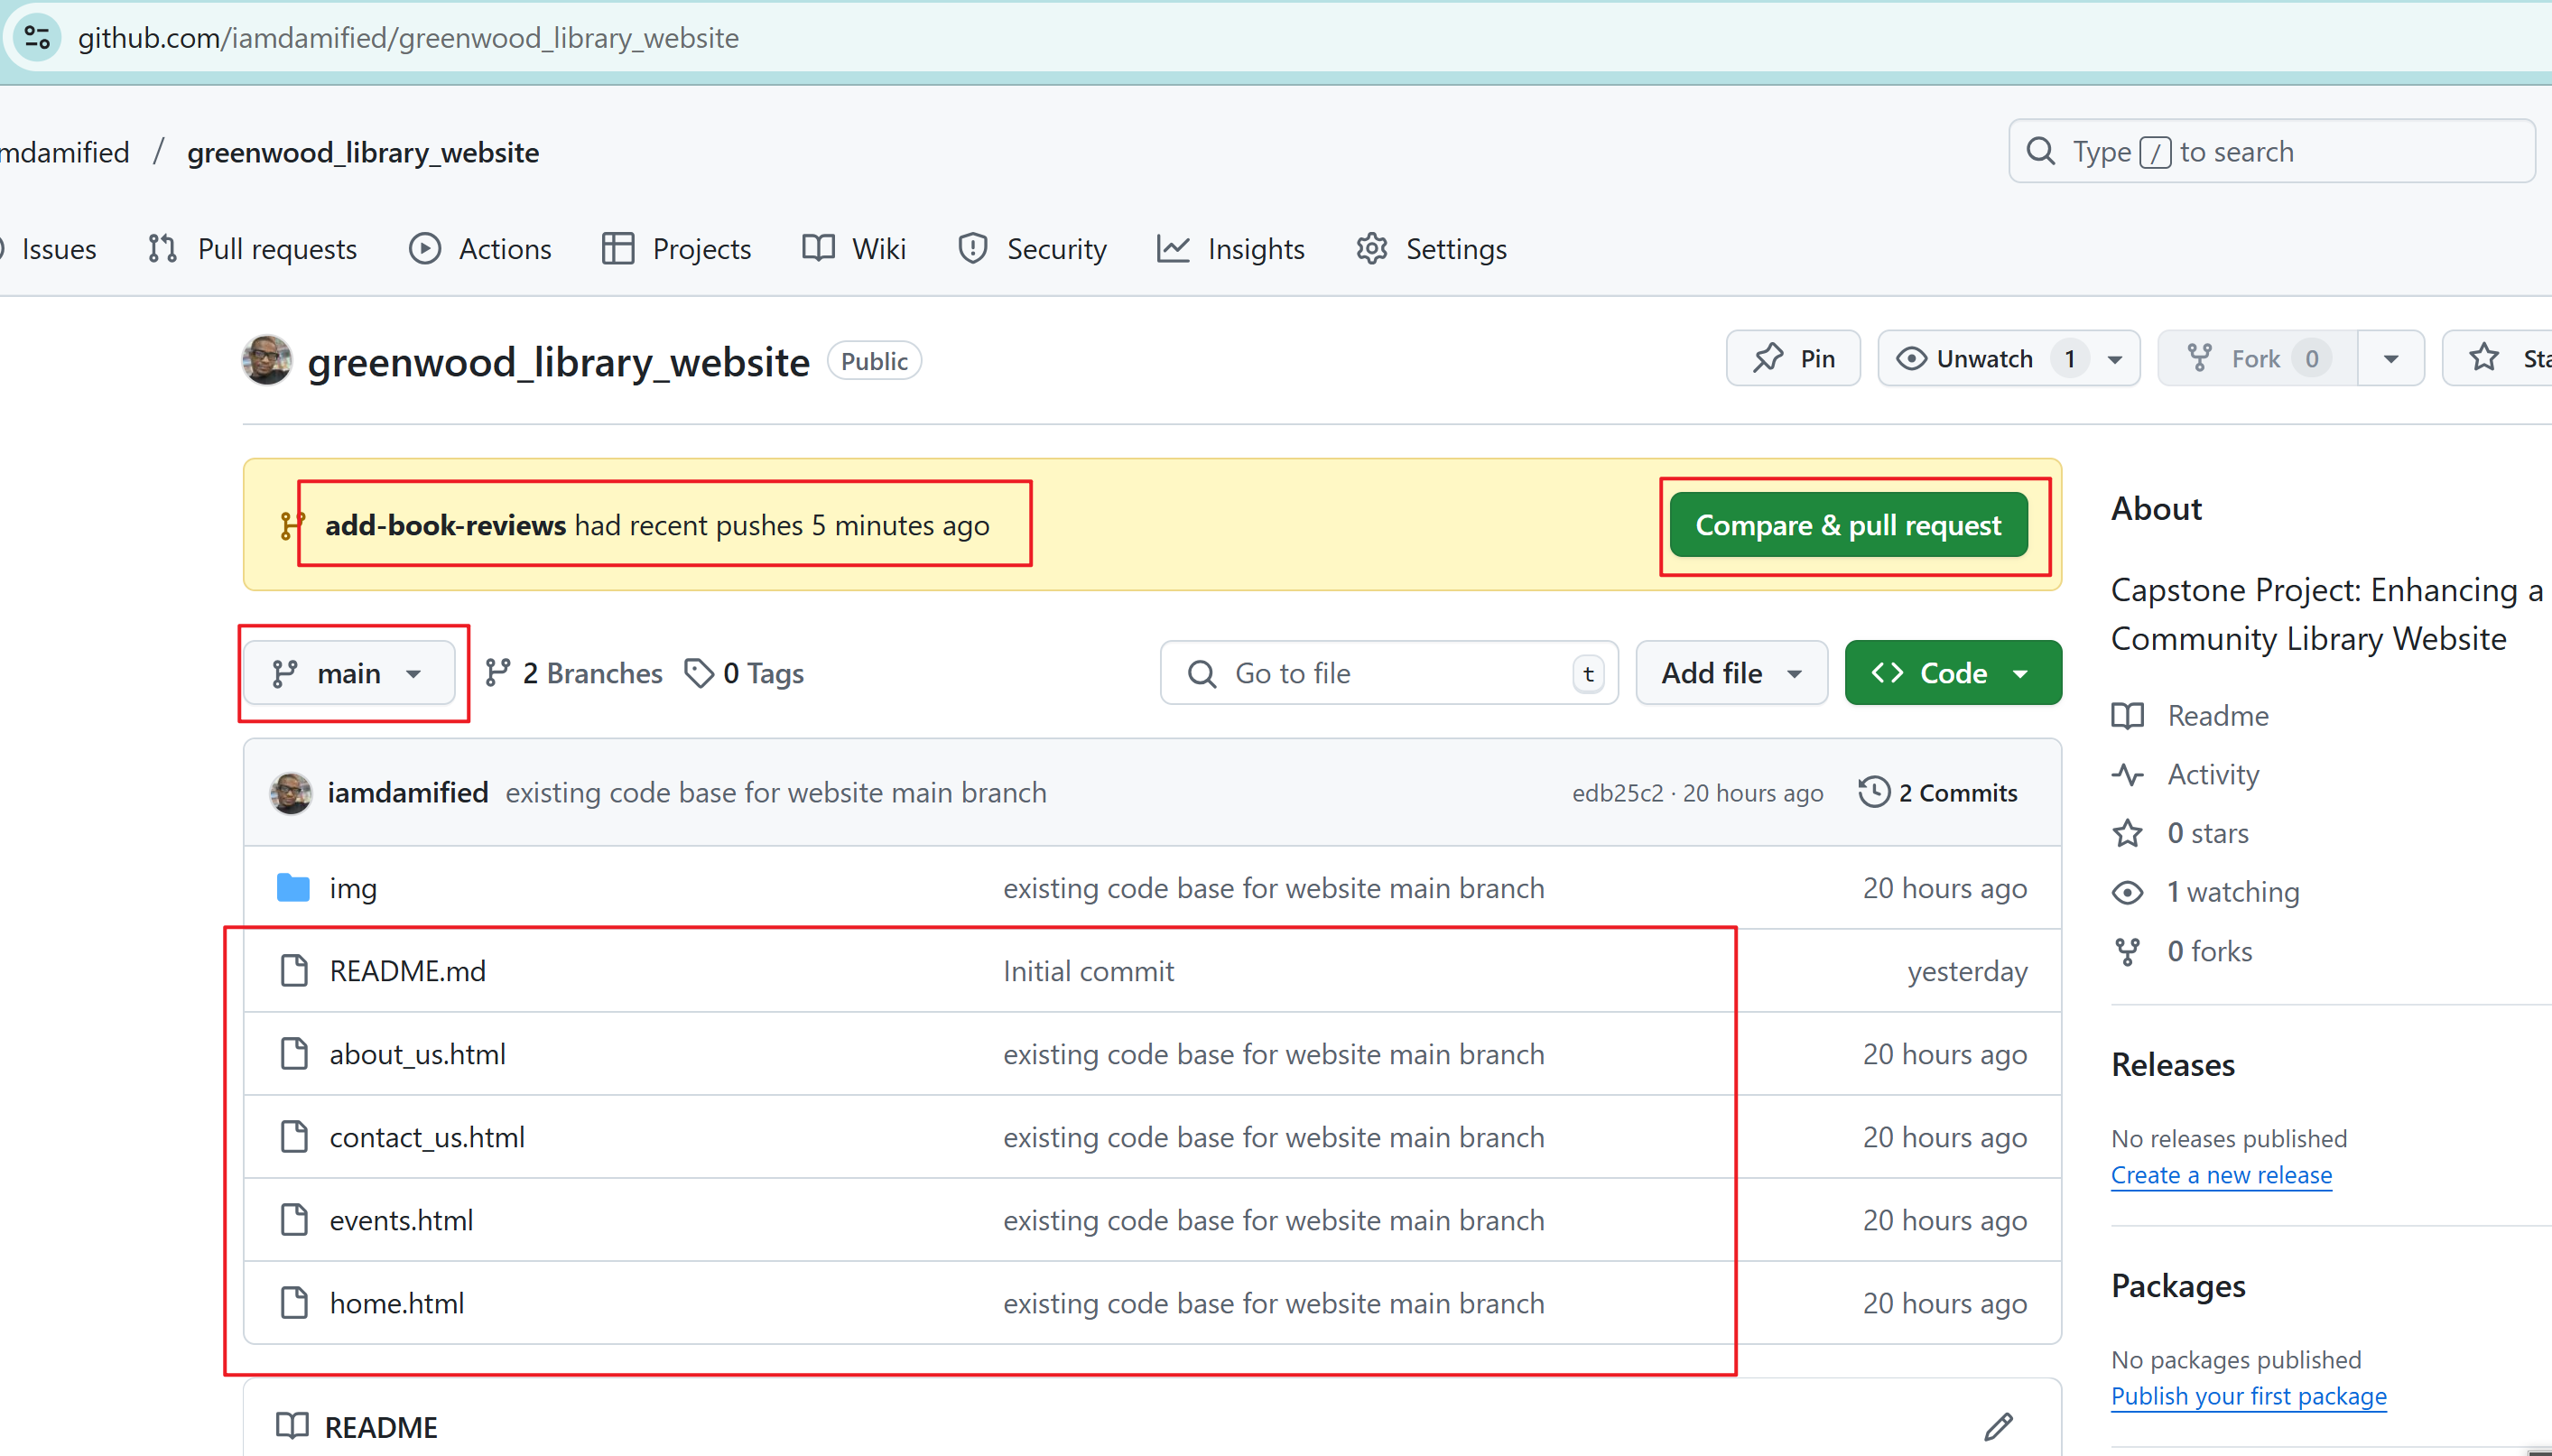 github.com/iamdamified/greenwood_library_website
mdamified / greenwood_library_website
Type / to search
Issues Pull requests Actions Projects Wiki Security Insights Settings
greenwood_library_website Public
Pin Unwatch 1 Fork 0 Sta
add-book-reviews had recent pushes 5 minutes ago
Compare & pull request
main 2 Branches 0 Tags
Go to file t Add file Code
iamdamified existing code base for website main branch edb25c2 · 20 hours ago 2 Commits
img existing code base for website main branch 20 hours ago
README.md Initial commit yesterday
about_us.html existing code base for website main branch 20 hours ago
contact_us.html existing code base for website main branch 20 hours ago
events.html existing code base for website main branch 20 hours ago
home.html existing code base for website main branch 20 hours ago
README
About
Capstone Project: Enhancing a
Community Library Website
Readme
Activity
0 stars
1 watching
0 forks
Releases
No releases published
Create a new release
Packages
No packages published
Publish your first package